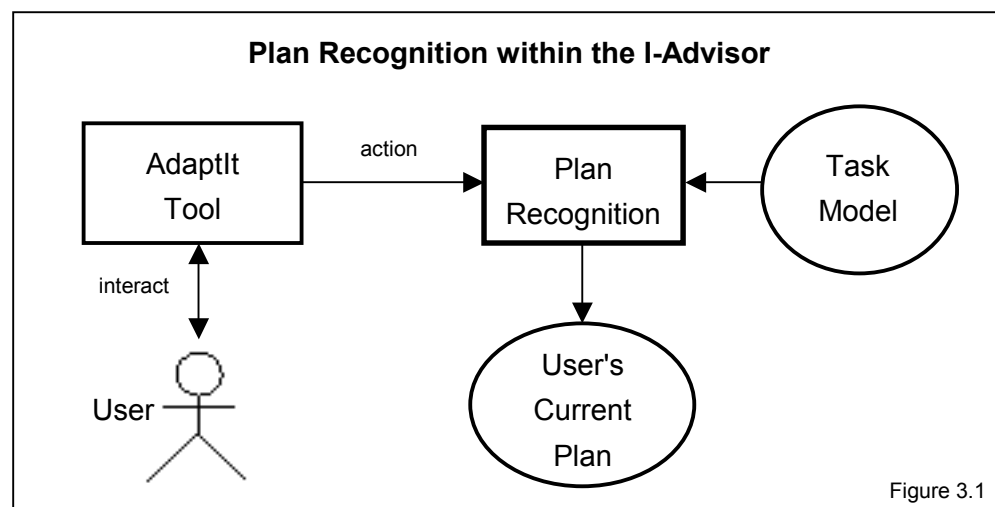 Plan Recognition within the I-Advisor
AdaptIt
Tool
action
Plan
Recognition
Task
Model
interact
User
User's
Current
Plan
Figure 3.1